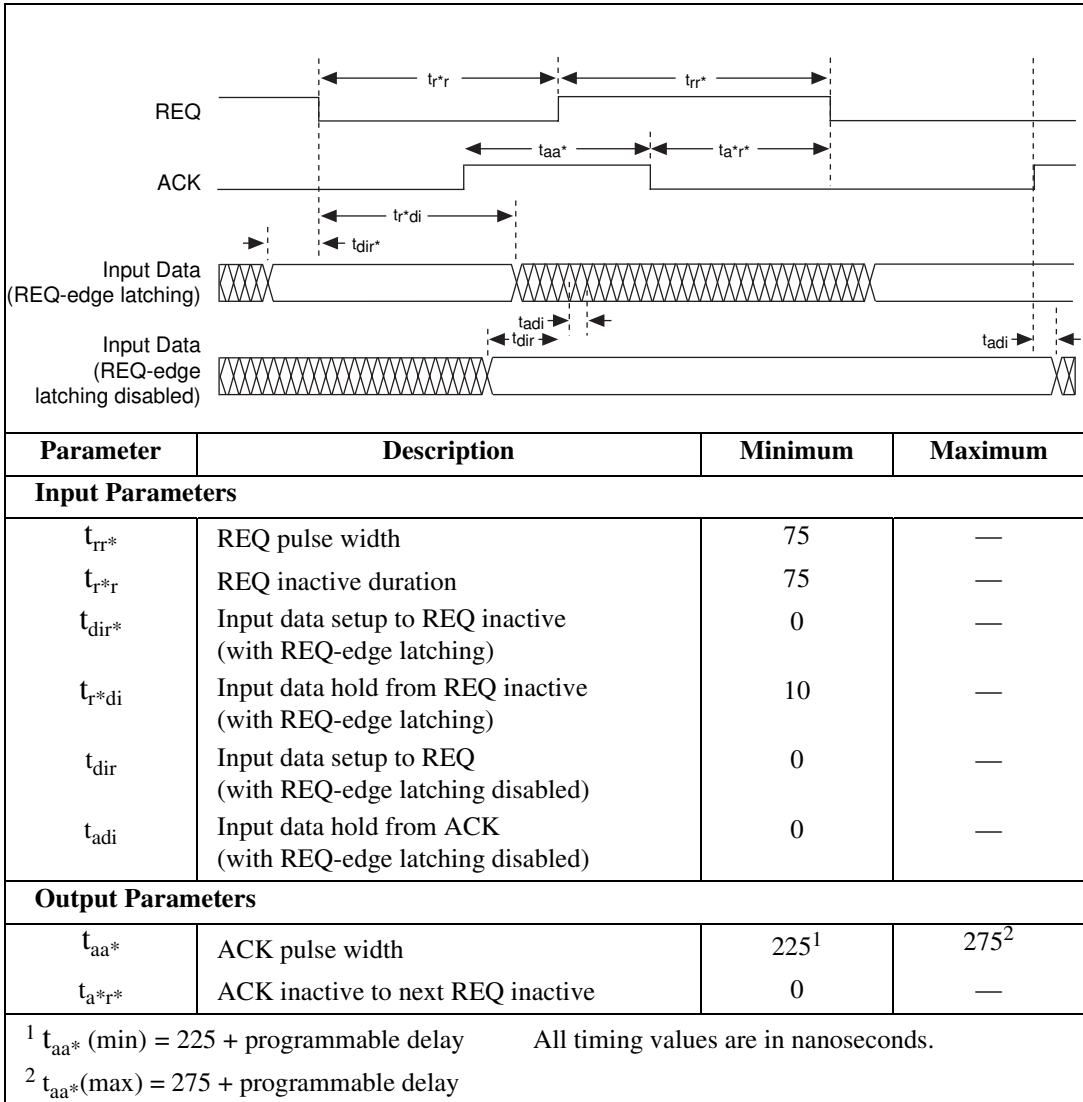 tr*r trr*
REQ
taa* ta*r*
ACK
tr*di
tdir*
Input Data
(REQ-edge latching)
tadi
tdir tadi
Input Data
(REQ-edge
latching disabled)
Parameter Description Minimum Maximum
Input Parameters
trr* REQ pulse width 75 —
tr*r REQ inactive duration 75 —
tdir* Input data setup to REQ inactive 0 —
(with REQ-edge latching)
tr*di Input data hold from REQ inactive 10 —
(with REQ-edge latching)
tdir Input data setup to REQ 0 —
(with REQ-edge latching disabled)
tadi Input data hold from ACK 0 —
(with REQ-edge latching disabled)
Output Parameters
taa* ACK pulse width 225¹ 275²
ta*r* ACK inactive to next REQ inactive 0 —
¹ taa* (min) = 225 + programmable delay All timing values are in nanoseconds.
² taa*(max) = 275 + programmable delay